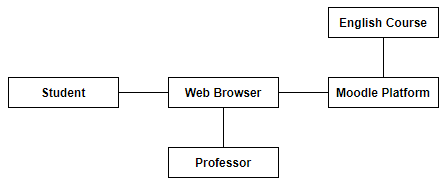 English Course
Student
Web Browser
Moodle Platform
Professor